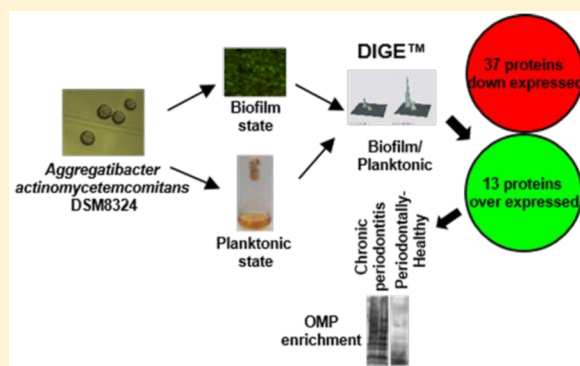 Aggregatibacter
actinomycetemcomitans
DSM8324
Biofilm
state
Planktonic
state
DIGE™
Biofilm/
Planktonic
37 proteins
down expressed
13 proteins
over expressed
Chronic
periodontitis
Periodontally-
Healthy
OMP
enrichment